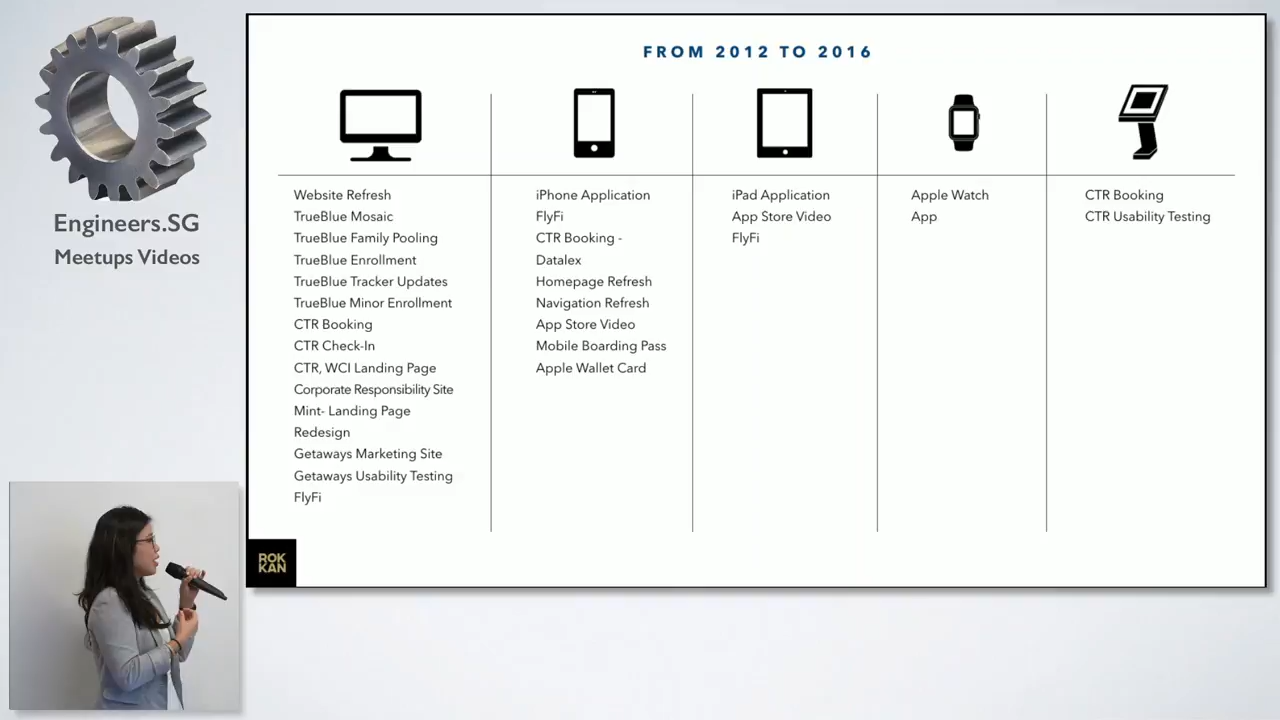 Engineers.SG
Meetups Videos
FROM 2012 TO 2016
Website Refresh
TrueBlue Mosaic
TrueBlue Family Pooling
TrueBlue Enrollment
TrueBlue Tracker Updates
TrueBlue Minor Enrollment
CTR Booking
CTR Check-In
CTR, WCI Landing Page
Corporate Responsibility Site
Mint- Landing Page
Redesign
Getaways Marketing Site
Getaways Usability Testing
FlyFi
iPhone Application
FlyFi
CTR Booking -
Datalex
Homepage Refresh
Navigation Refresh
App Store Video
Mobile Boarding Pass
Apple Wallet Card
iPad Application
App Store Video
FlyFi
Apple Watch
App
CTR Booking
CTR Usability Testing
ROK
KAN